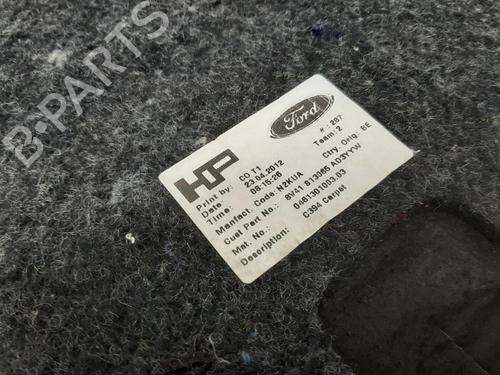 B-PARTS
HP
Ford
Print by: CO T1
Date: 23.04.2012
Time: 08:15:26
#: 287
Team: 2
Manfact. Code: N2KUA
Ctry. Orig: BE
Cust Part No.: 8V41 S13065 AD3YYW
Mat. No.: 0461301003.03
Description: C394 Carpet